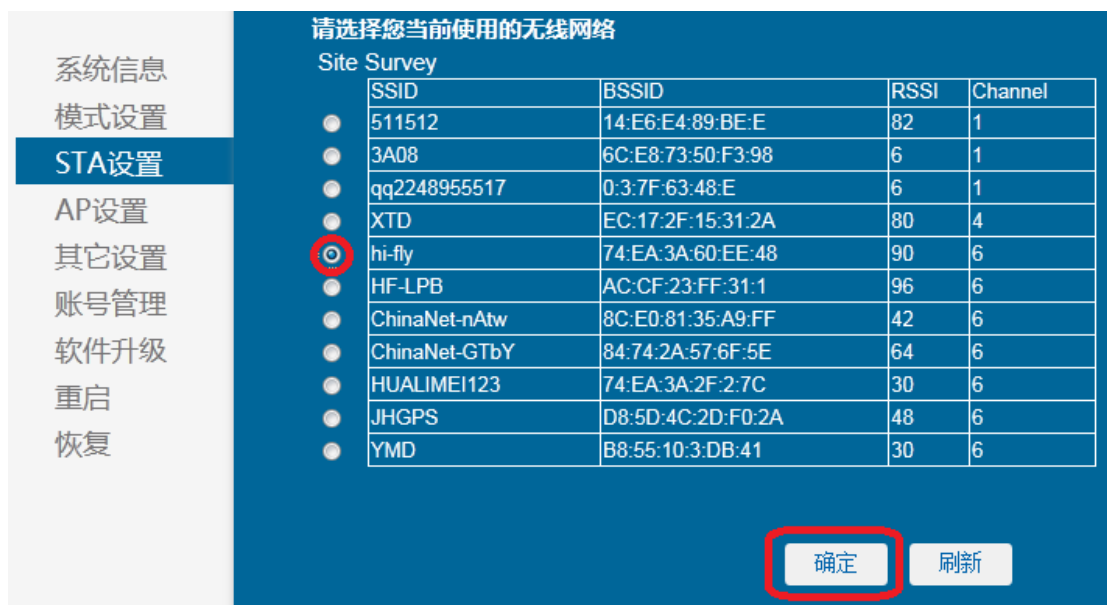 系统信息
模式设置
STA设置
AP设置
其它设置
账号管理
软件升级
重启
恢复
请选择您当前使用的无线网络
Site Survey
SSID BSSID RSSI Channel
511512 14:E6:E4:89:BE:E 82 1
3A08 6C:E8:73:50:F3:98 6 1
qq2248955517 0:3:7F:63:48:E 6 1
XTD EC:17:2F:15:31:2A 80 4
hi-fly 74:EA:3A:60:EE:48 90 6
HF-LPB AC:CF:23:FF:31:1 96 6
ChinaNet-nAtw 8C:E0:81:35:A9:FF 42 6
ChinaNet-GTbY 84:74:2A:57:6F:5E 64 6
HUALIMEI123 74:EA:3A:2F:2:7C 30 6
JHGPS D8:5D:4C:2D:F0:2A 48 6
YMD B8:55:10:3:DB:41 30 6
确定 刷新